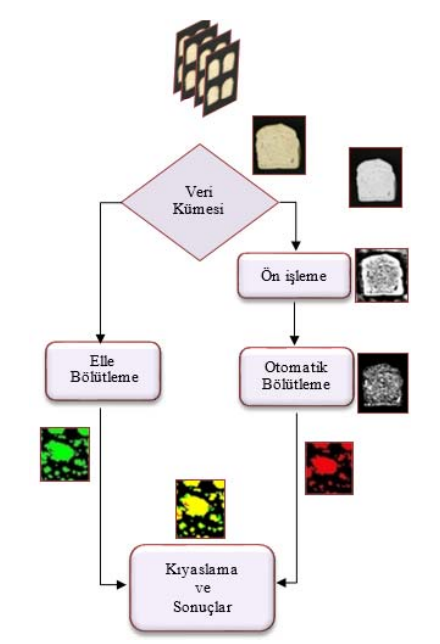 Veri
Kümesi
Ön işleme
Elle
Bölütleme
Otomatik
Bölütleme
Kıyaslama
ve
Sonuçlar